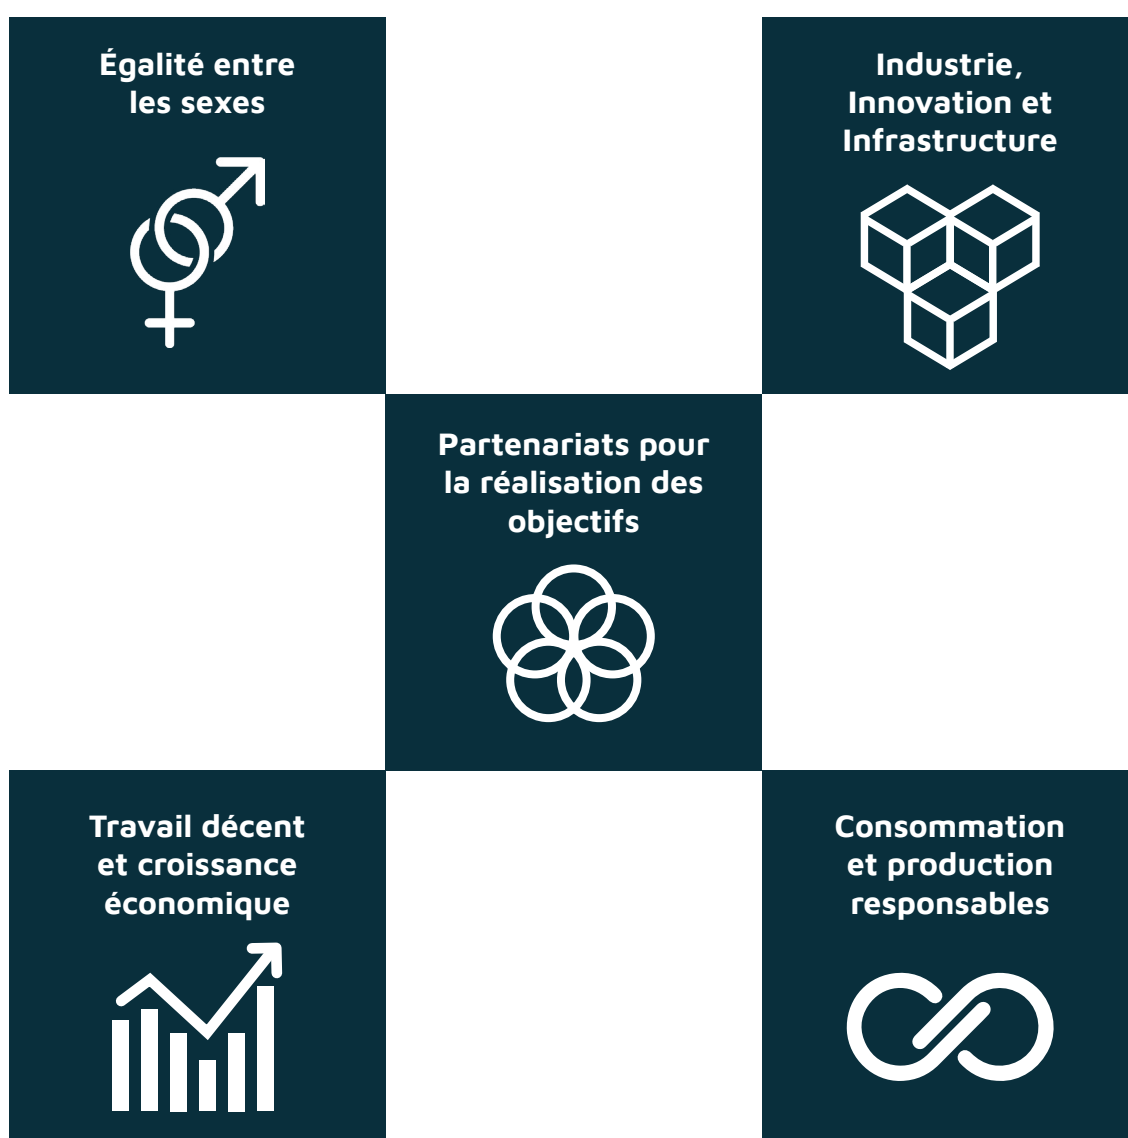 Égalité entre
les sexes
Industrie,
Innovation et
Infrastructure
Partenariats pour
la réalisation des
objectifs
Travail décent
et croissance
économique
Consommation
et production
responsables